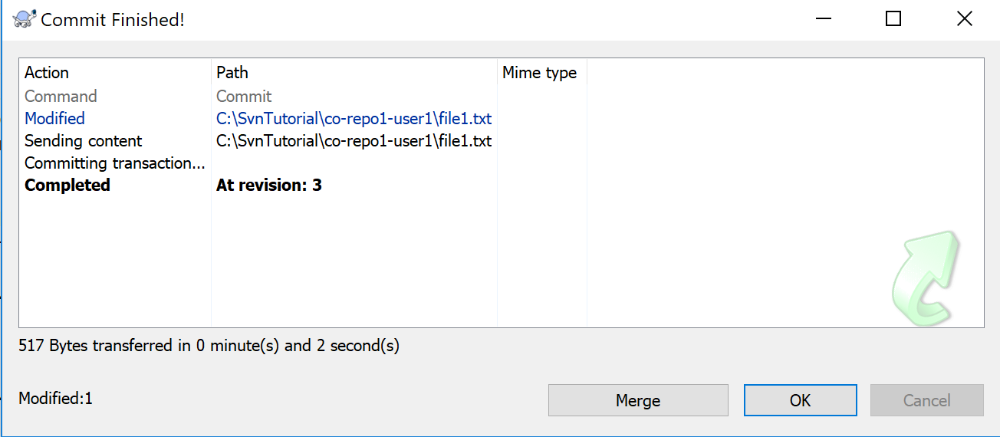 Commit Finished!
Action Path Mime type
Command Commit
Modified C:\SvnTutorial\co-repo1-user1\file1.txt
Sending content C:\SvnTutorial\co-repo1-user1\file1.txt
Committing transaction...
Completed At revision: 3
517 Bytes transferred in 0 minute(s) and 2 second(s)
Modified:1
Merge OK Cancel